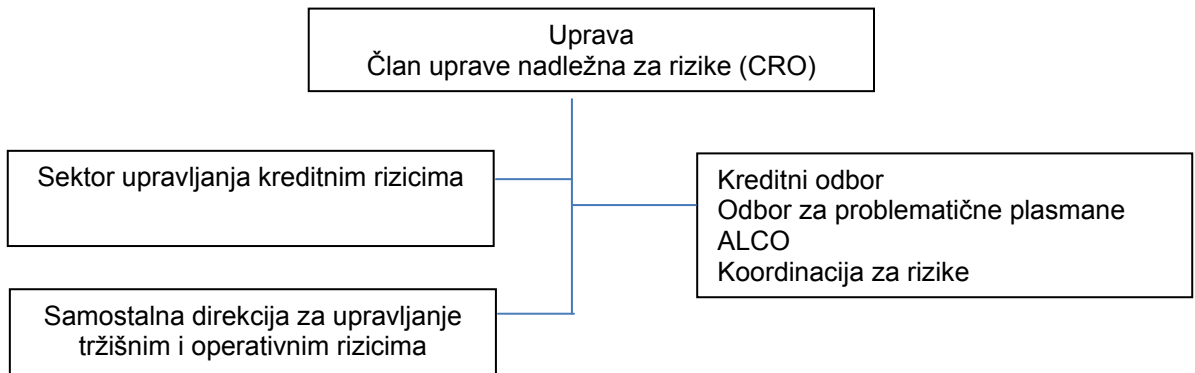 Uprava
Član uprave nadležna za rizike (CRO)
Sektor upravljanja kreditnim rizicima
Kreditni odbor
Odbor za problematične plasmane
ALCO
Koordinacija za rizike
Samostalna direkcija za upravljanje
tržišnim i operativnim rizicima